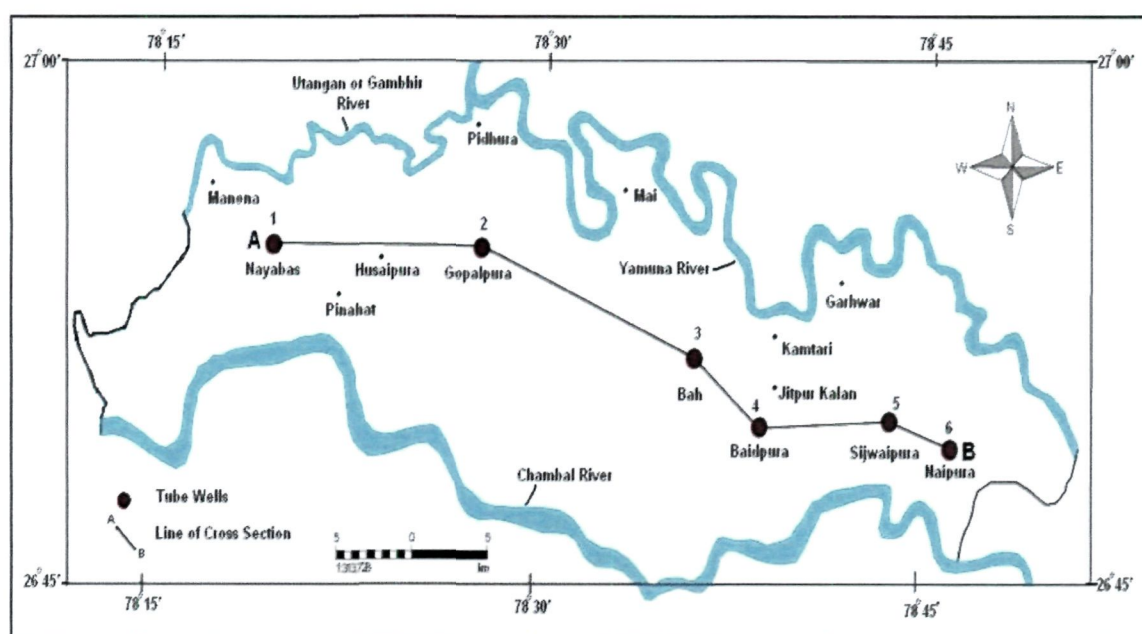 78°15′ 78°30′ 78°45′
27°00′ 27°00′
Utangan or Gambhir
River
Pidhura
N
W E
S
Manona
Mai
1
2
A
Nayabas
Husaipura
Gopalpura
Yamuna River
Pinahat
Garhwar
3
Kamtari
Bah
Jitpur Kalan
4
5
6
B
Baidpura
Sijwaipura
Naipura
Chambal River
Tube Wells
A
Line of Cross Section
B
5 0 5
km
26°45′ 26°45′
78°15′ 78°30′ 78°45′